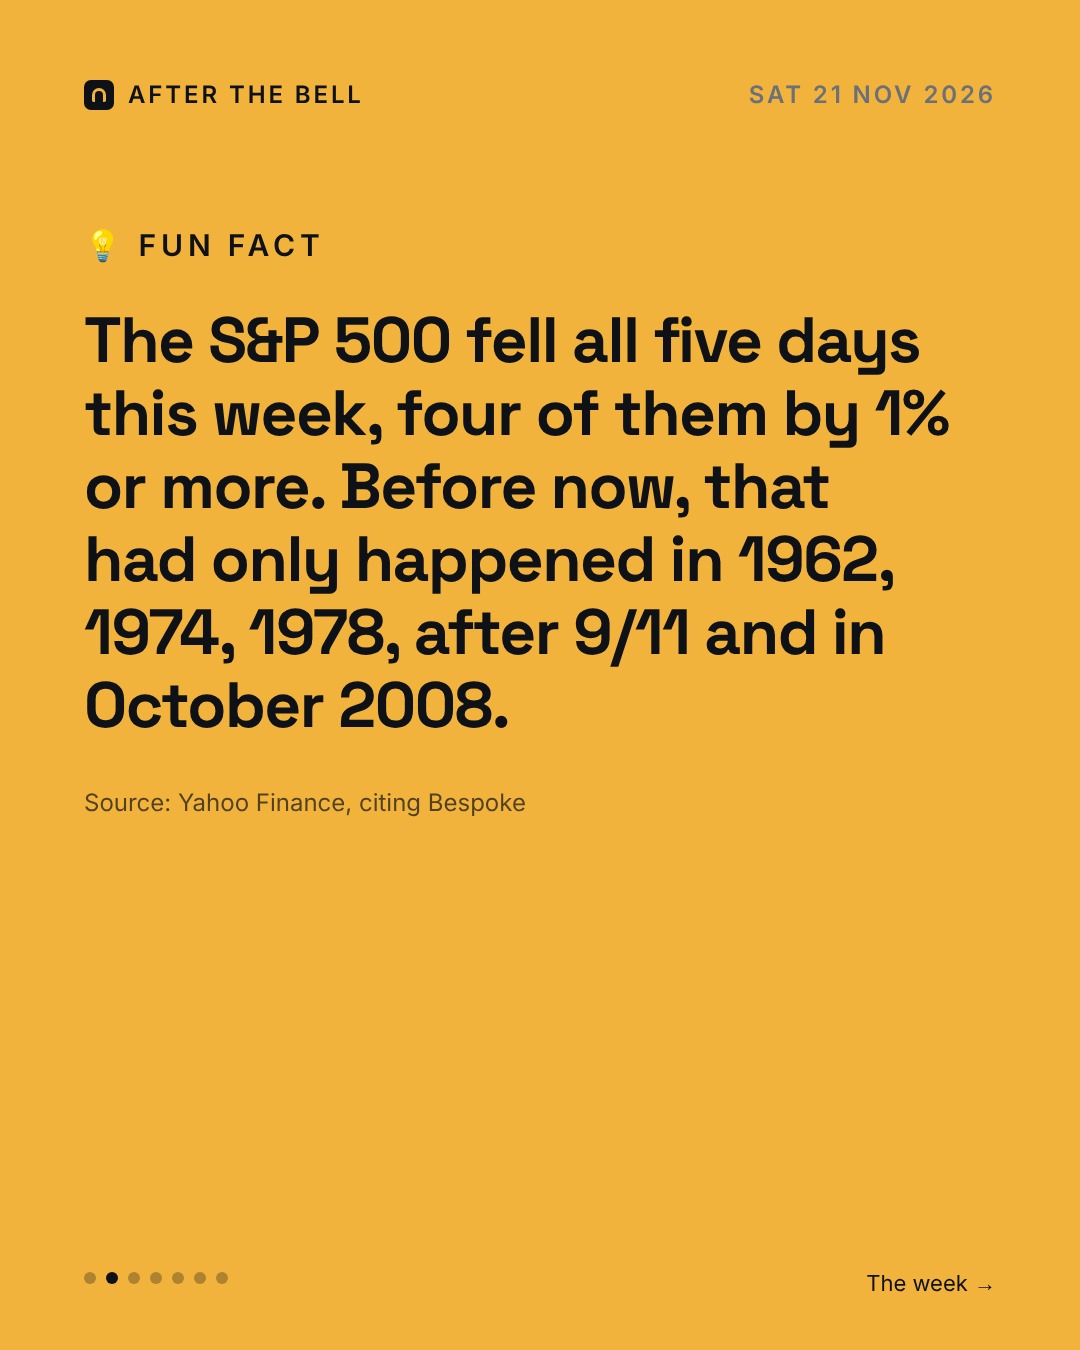 AFTER THE BELL
SAT 21 NOV 2026
💡 FUN FACT
The S&P 500 fell all five days
this week, four of them by 1%
or more. Before now, that
had only happened in 1962,
1974, 1978, after 9/11 and in
October 2008.
Source: Yahoo Finance, citing Bespoke
The week →